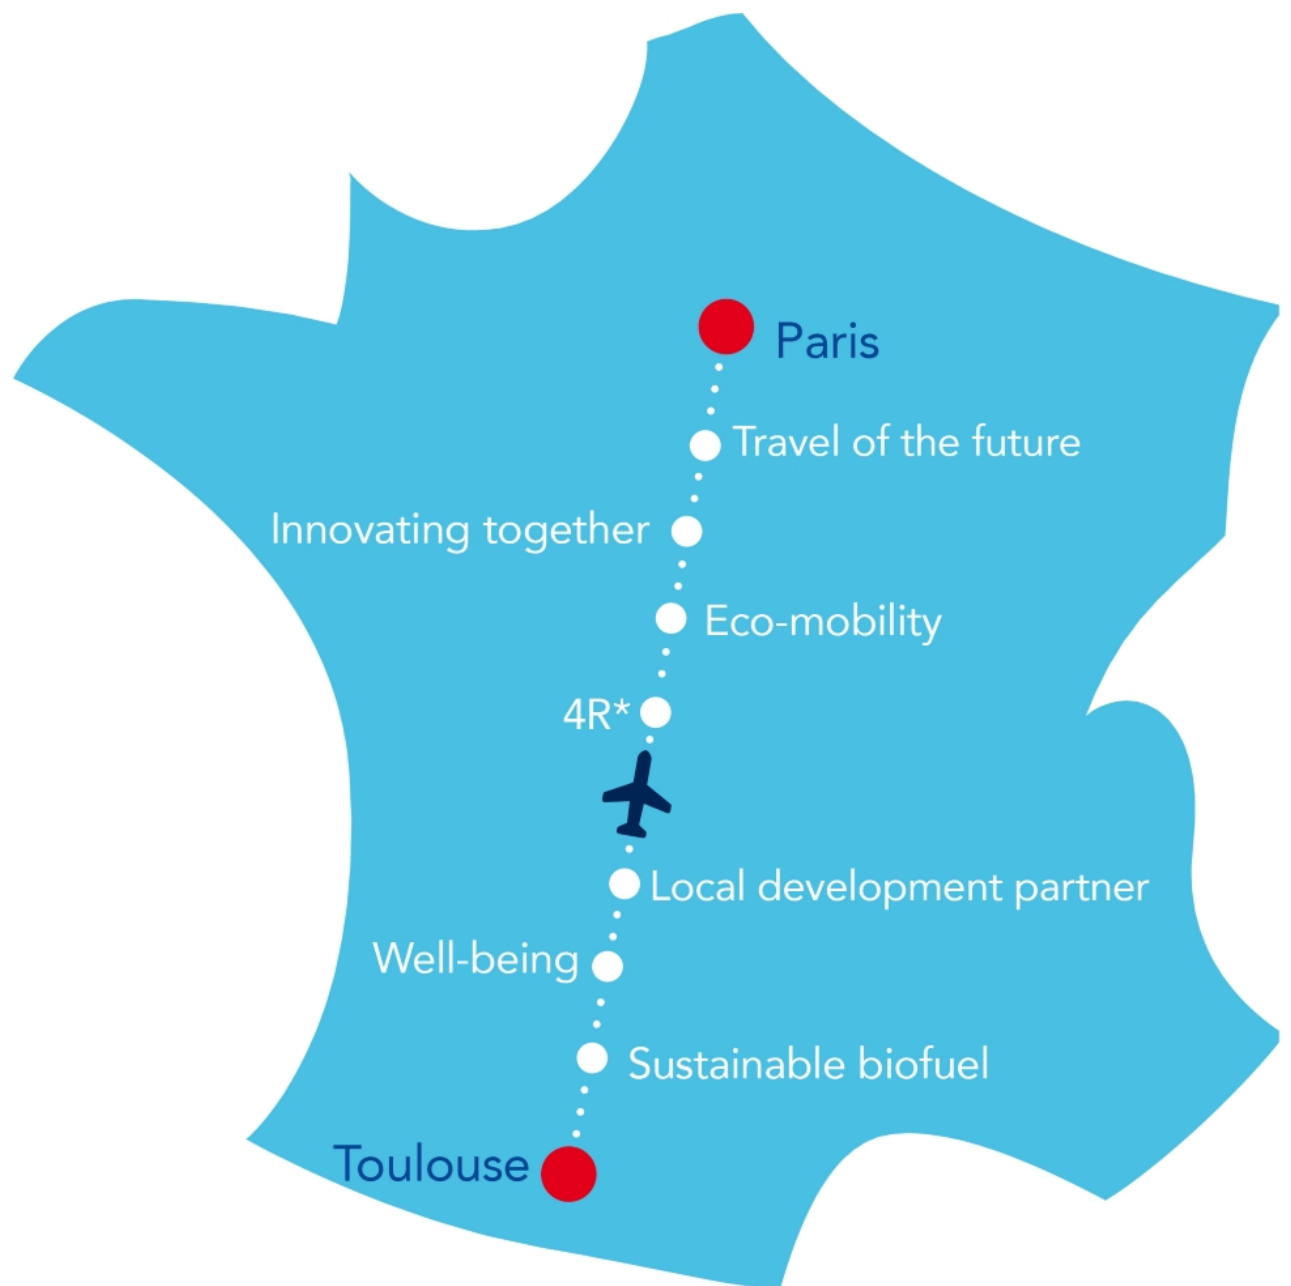 Paris
Travel of the future
Innovating together
Eco-mobility
4R*
Local development partner
Well-being
Sustainable biofuel
Toulouse